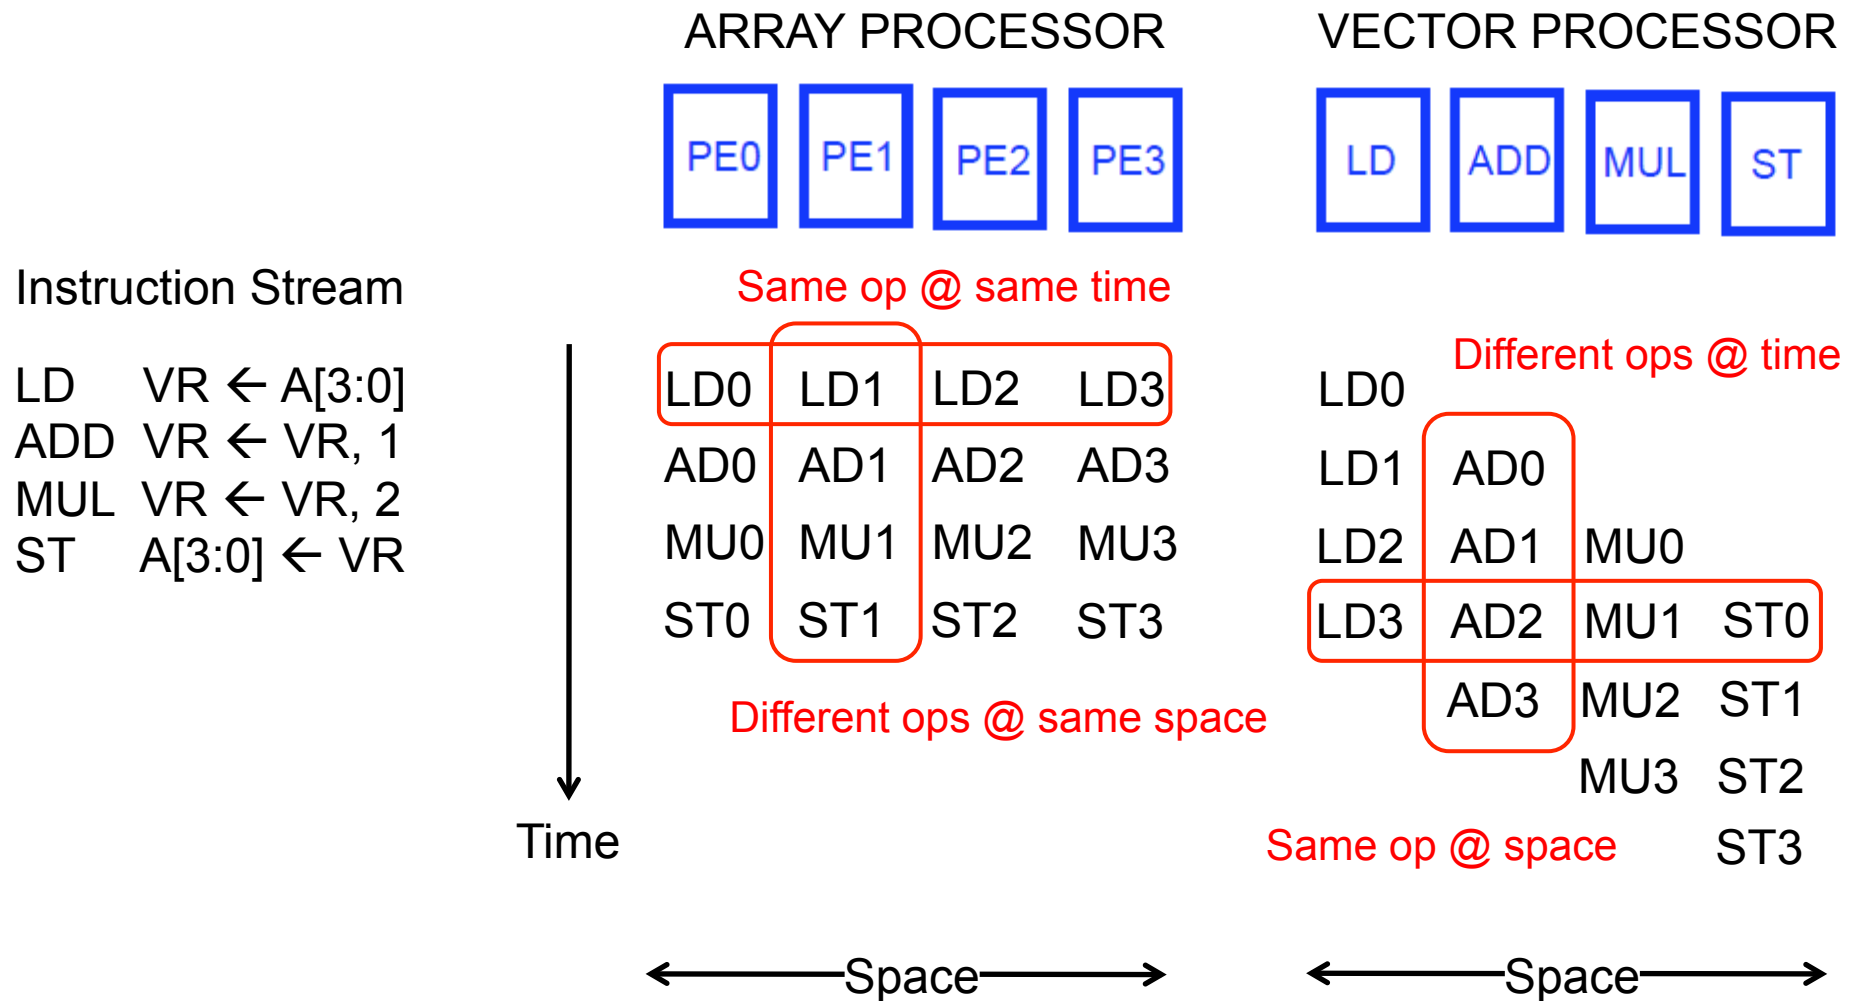 ARRAY PROCESSOR VECTOR PROCESSOR
PE0 PE1 PE2 PE3 LD ADD MUL ST
Instruction Stream
Same op @ same time
Different ops @ time
LD VR ← A[3:0]
ADD VR ← VR, 1
MUL VR ← VR, 2
ST A[3:0] ← VR
LD0 LD1 LD2 LD3
AD0 AD1 AD2 AD3
MU0 MU1 MU2 MU3
ST0 ST1 ST2 ST3
Different ops @ same space
LD0
LD1 AD0
LD2 AD1 MU0
LD3 AD2 MU1 ST0
AD3 MU2 ST1
MU3 ST2
ST3
Same op @ space
Time
Space
Space